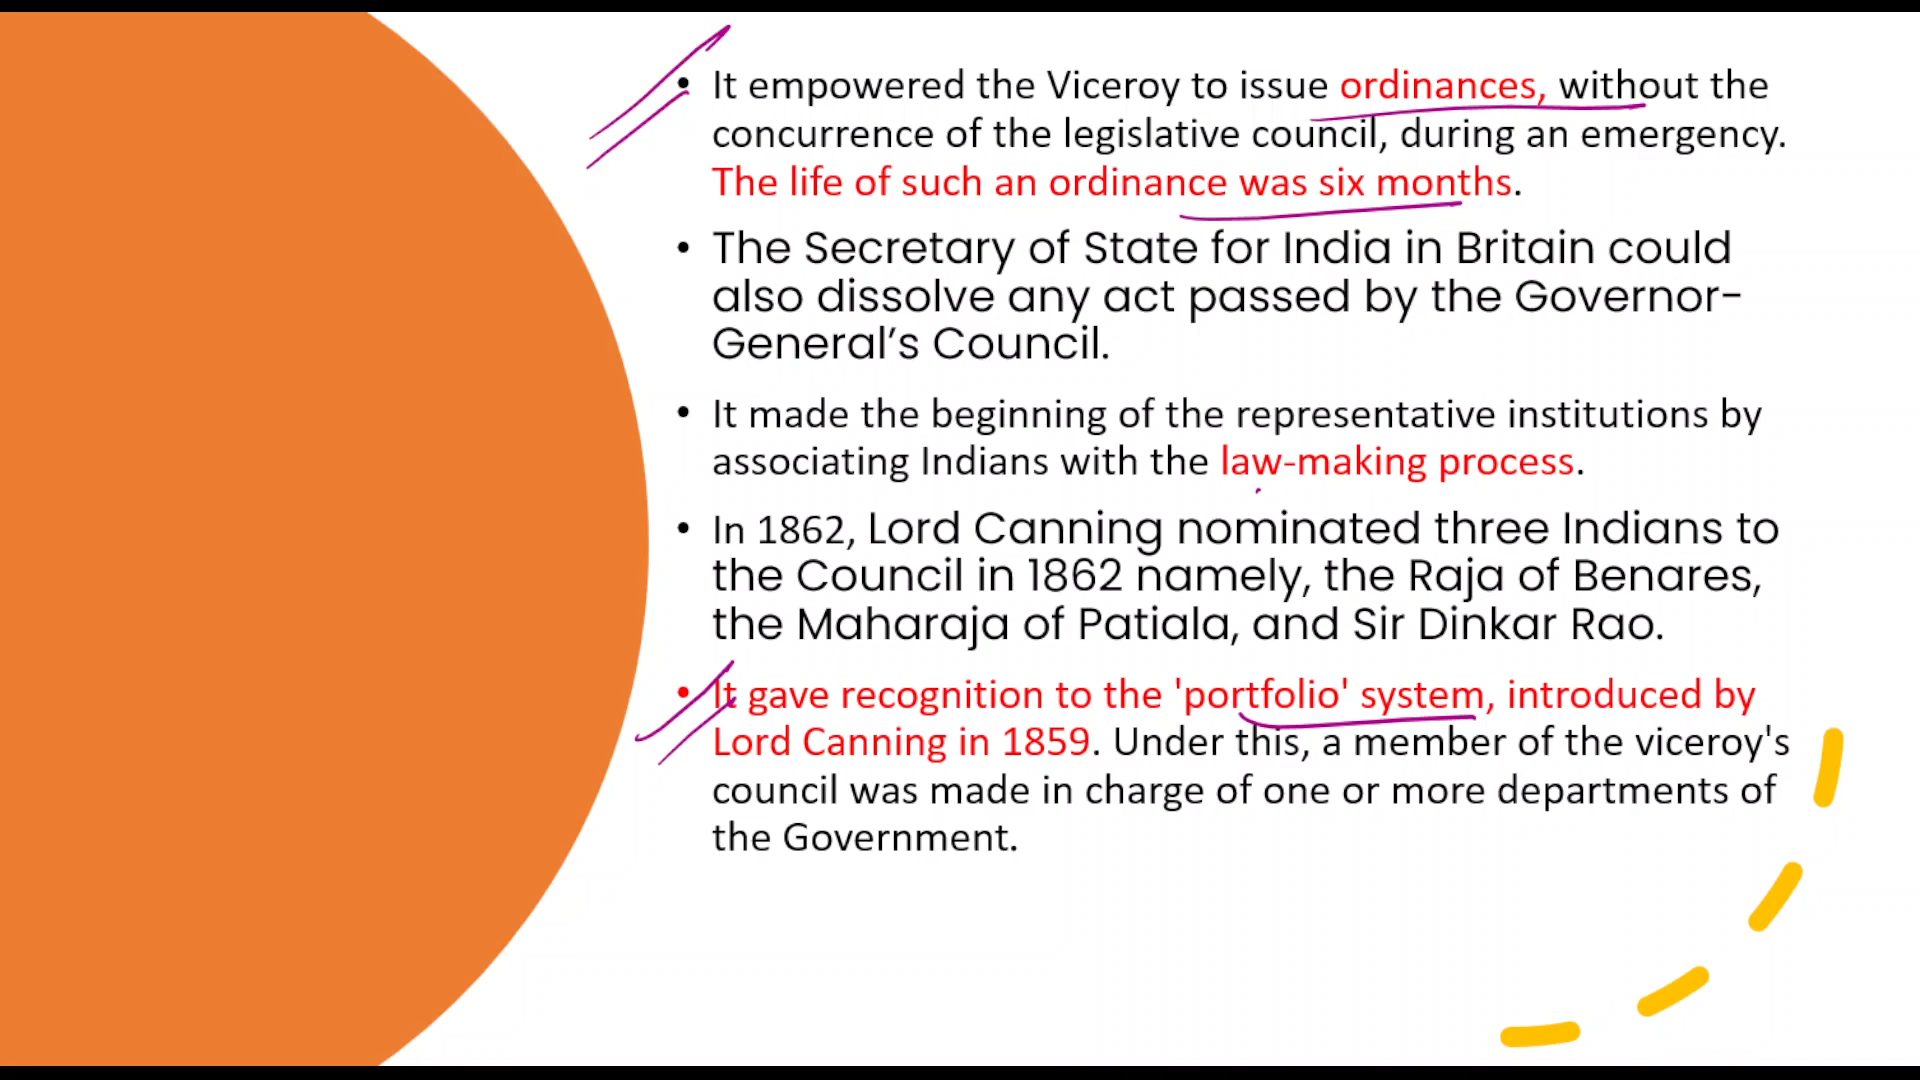 • It empowered the Viceroy to issue ordinances, without the
concurrence of the legislative council, during an emergency.
The life of such an ordinance was six months.
• The Secretary of State for India in Britain could
also dissolve any act passed by the Governor-
General’s Council.
• It made the beginning of the representative institutions by
associating Indians with the law-making process.
• In 1862, Lord Canning nominated three Indians to
the Council in 1862 namely, the Raja of Benares,
the Maharaja of Patiala, and Sir Dinkar Rao.
• It gave recognition to the 'portfolio' system, introduced by
Lord Canning in 1859. Under this, a member of the viceroy's
council was made in charge of one or more departments of
the Government.